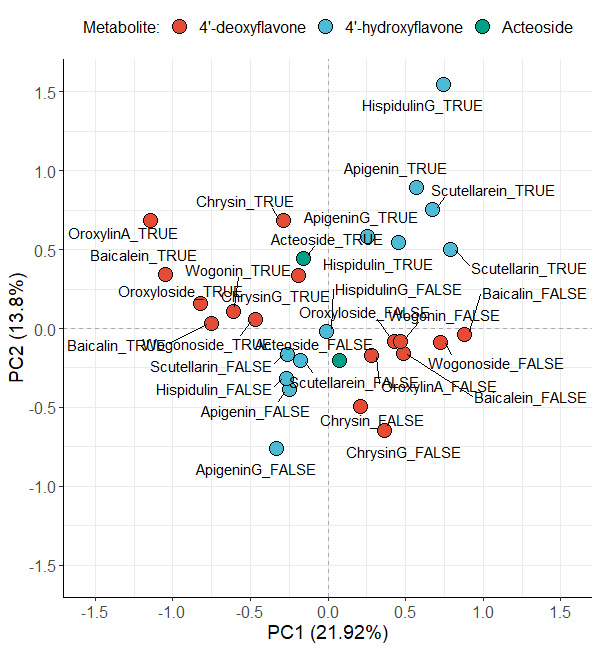 Metabolite: 4'-deoxyflavone 4'-hydroxyflavone Acteoside
PC2 (13.8%)
1.5
1.0
0.5
0.0
-0.5
-1.0
-1.5
HispidulinG_TRUE
Apigenin_TRUE
Scutellarein_TRUE
Chrysin_TRUE
ApigeninG_TRUE
OroxylinA_TRUE
Acteoside_TRUE
Baicalein_TRUE
Hispidulin_TRUE
Scutellarin_TRUE
Wogonin_TRUE
Oroxyloside_TRUE
ChrysinG_TRUE
HispidulinG_FALSE
Baicalin_FALSE
Oroxyloside_FALSE
Wogonin_FALSE
Baicalin_TRUE
Wogonoside_TRUE
Acteoside_FALSE
Scutellarin_FALSE
Wogonoside_FALSE
Scutellarein_FALSE
OroxylinA_FALSE
Hispidulin_FALSE
Baicalein_FALSE
Apigenin_FALSE
Chrysin_FALSE
ChrysinG_FALSE
ApigeninG_FALSE
-1.5 -1.0 -0.5 0.0 0.5 1.0 1.5
PC1 (21.92%)